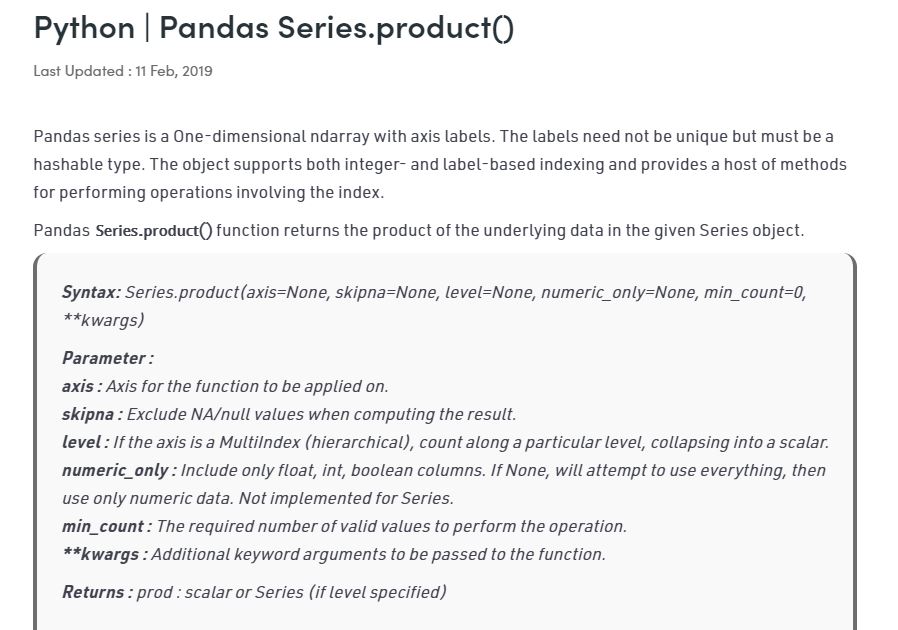 Python | Pandas Series.product()
Last Updated : 11 Feb, 2019
Pandas series is a One-dimensional ndarray with axis labels. The labels need not be unique but must be a
hashable type. The object supports both integer- and label-based indexing and provides a host of methods
for performing operations involving the index.
Pandas Series.product() function returns the product of the underlying data in the given Series object.
Syntax: Series.product(axis=None, skipna=None, level=None, numeric_only=None, min_count=0,
**kwargs)
Parameter :
axis : Axis for the function to be applied on.
skipna : Exclude NA/null values when computing the result.
level : If the axis is a MultiIndex (hierarchical), count along a particular level, collapsing into a scalar.
numeric_only : Include only float, int, boolean columns. If None, will attempt to use everything, then
use only numeric data. Not implemented for Series.
min_count : The required number of valid values to perform the operation.
**kwargs : Additional keyword arguments to be passed to the function.
Returns : prod : scalar or Series (if level specified)